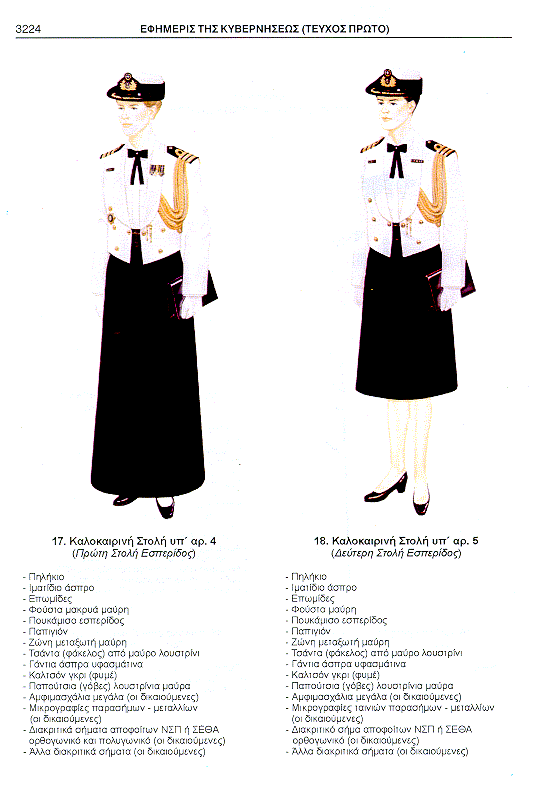 3224
ΕΦΗΜΕΡΙΣ ΤΗΣ ΚΥΒΕΡΝΗΣΕΩΣ (ΤΕΥΧΟΣ ΠΡΩΤΟ)
17. Καλοκαιρινή Στολή υπ΄ αρ. 4
(Πρώτη Στολή Εσπερίδος)
- Πηλήκιο
- Ιματίδιο άσπρο
- Επωμίδες
- Φούστα μακρυά μαύρη
- Πουκάμισο εσπερίδος
- Παπιγιόν
- Ζώνη μεταξωτή μαύρη
- Τσάντα (φάκελος) από μαύρο λουστρίνι
- Γάντια άσπρα υφασμάτινα
- Καλτσόν γκρι (φυμέ)
- Παπούτσια (γόβες) λουστρίνια μαύρα
- Αμφιμασχάλια μεγάλα (οι δικαιούμενες)
- Μικρογραφίες παρασήμων - μεταλλίων
(οι δικαιούμενες)
- Διακριτικά σήματα αποφοίτων ΝΣΠ ή ΣΕΘΑ
ορθογωνικό και πολυγωνικό (οι δικαιούμενες)
- Άλλα διακριτικά σήματα (οι δικαιούμενες)
18. Καλοκαιρινή Στολή υπ΄ αρ. 5
(Δεύτερη Στολή Εσπερίδος)
- Πηλήκιο
- Ιματίδιο άσπρο
- Επωμίδες
- Φούστα μαύρη
- Πουκάμισο εσπερίδος
- Παπιγιόν
- Ζώνη μεταξωτή μαύρη
- Τσάντα (φάκελος) από μαύρο λουστρίνι
- Γάντια άσπρα υφασμάτινα
- Καλτσόν γκρι (φυμέ)
- Παπούτσια (γόβες) λουστρίνια μαύρα
- Αμφιμασχάλια μεγάλα (οι δικαιούμενες)
- Μικρογραφίες ταινιών παρασήμων - μεταλλίων
(οι δικαιούμενες)
- Διακριτικό σήμα αποφοίτων ΝΣΠ ή ΣΕΘΑ
ορθογωνικό (οι δικαιούμενες)
- Άλλα διακριτικά σήματα (οι δικαιούμενες)